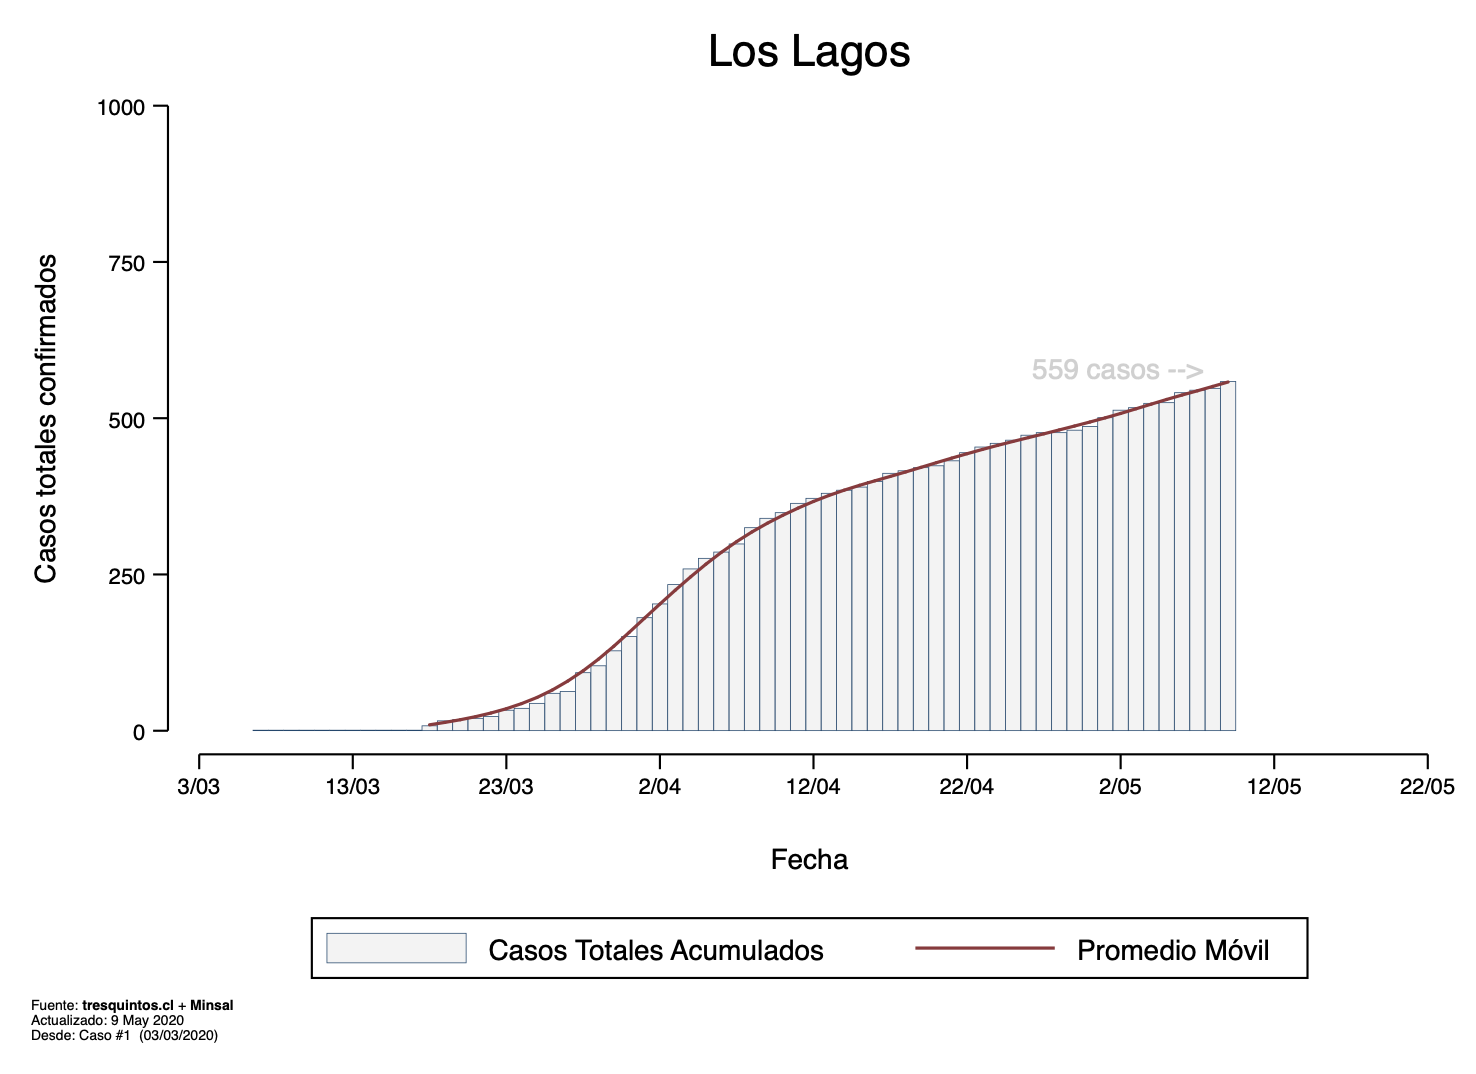 Los Lagos
Casos totales confirmados
1000
750
500
250
0
559 casos -->
3/03 13/03 23/03 2/04 12/04 22/04 2/05 12/05 22/05
Fecha
Casos Totales Acumulados Promedio Móvil
Fuente: tresquintos.cl + Minsal
Actualizado: 9 May 2020
Desde: Caso #1 (03/03/2020)